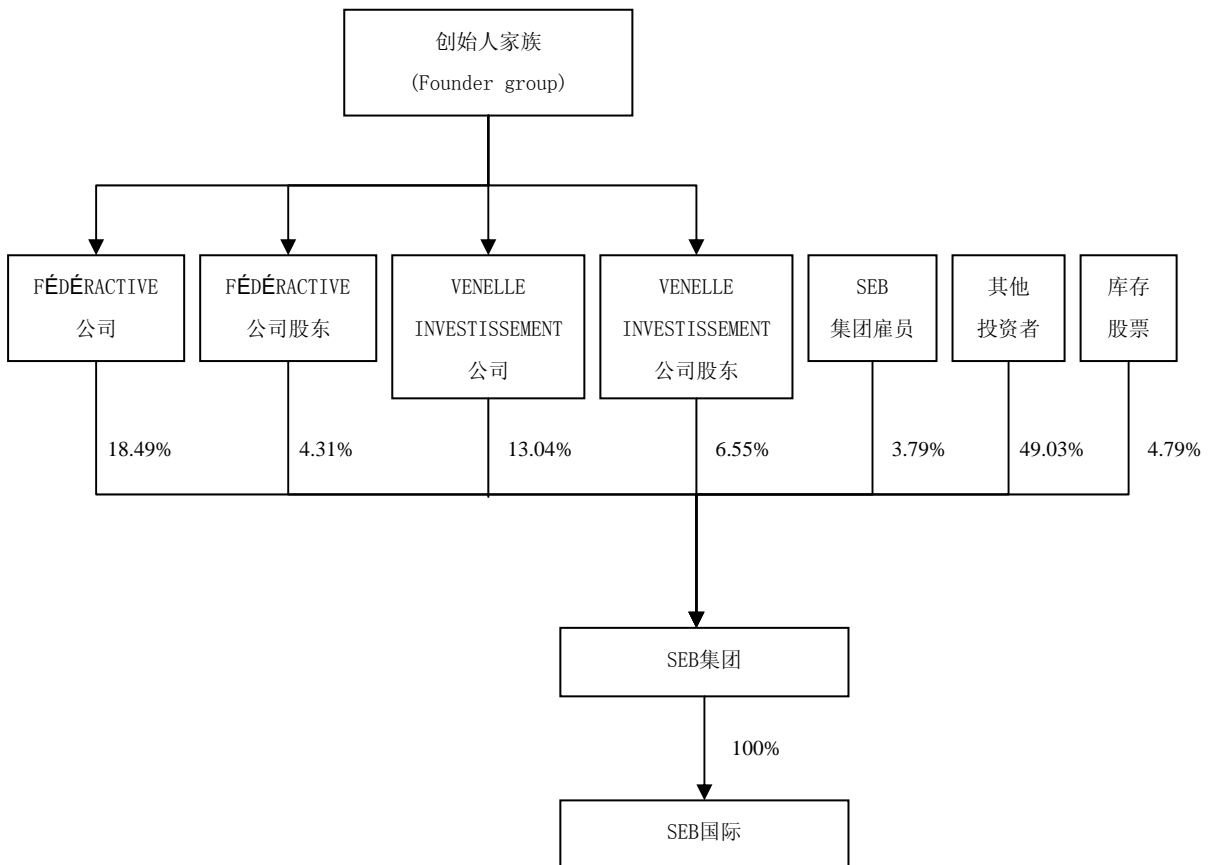 创始人家族
(Founder group)
FÉDÉRACTIVE
公司
FÉDÉRACTIVE
公司股东
VENELLE
INVESTISSEMENT
公司
VENELLE
INVESTISSEMENT
公司股东
SEB
集团雇员
其他
投资者
库存
股票
18.49%
4.31%
13.04%
6.55%
3.79%
49.03%
4.79%
SEB集团
100%
SEB国际